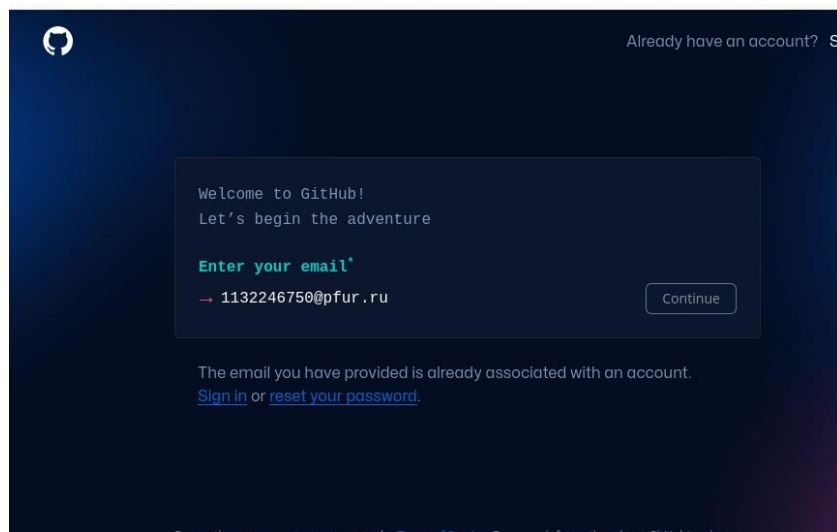 Already have an account? S
Welcome to GitHub!
Let’s begin the adventure
Enter your email*
→ 1132246750@pfur.ru
Continue
The email you have provided is already associated with an account.
Sign in or reset your password.